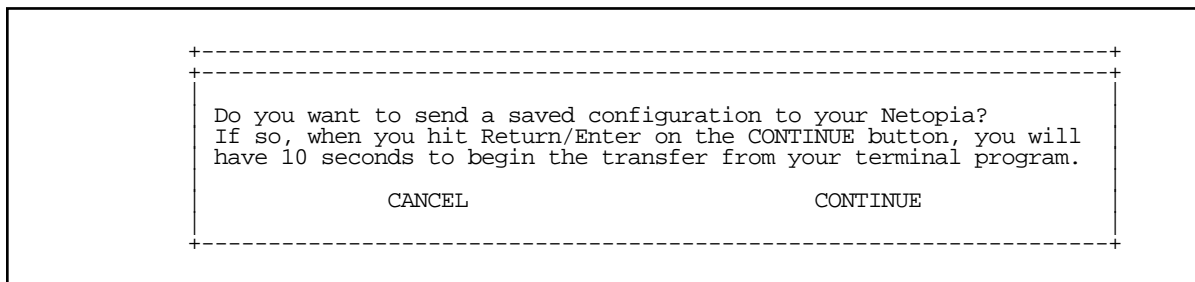 +--------------------------------------------------------------------+
+--------------------------------------------------------------------+
Do you want to send a saved configuration to your Netopia?
If so, when you hit Return/Enter on the CONTINUE button, you will
have 10 seconds to begin the transfer from your terminal program.
CANCEL CONTINUE
+--------------------------------------------------------------------+